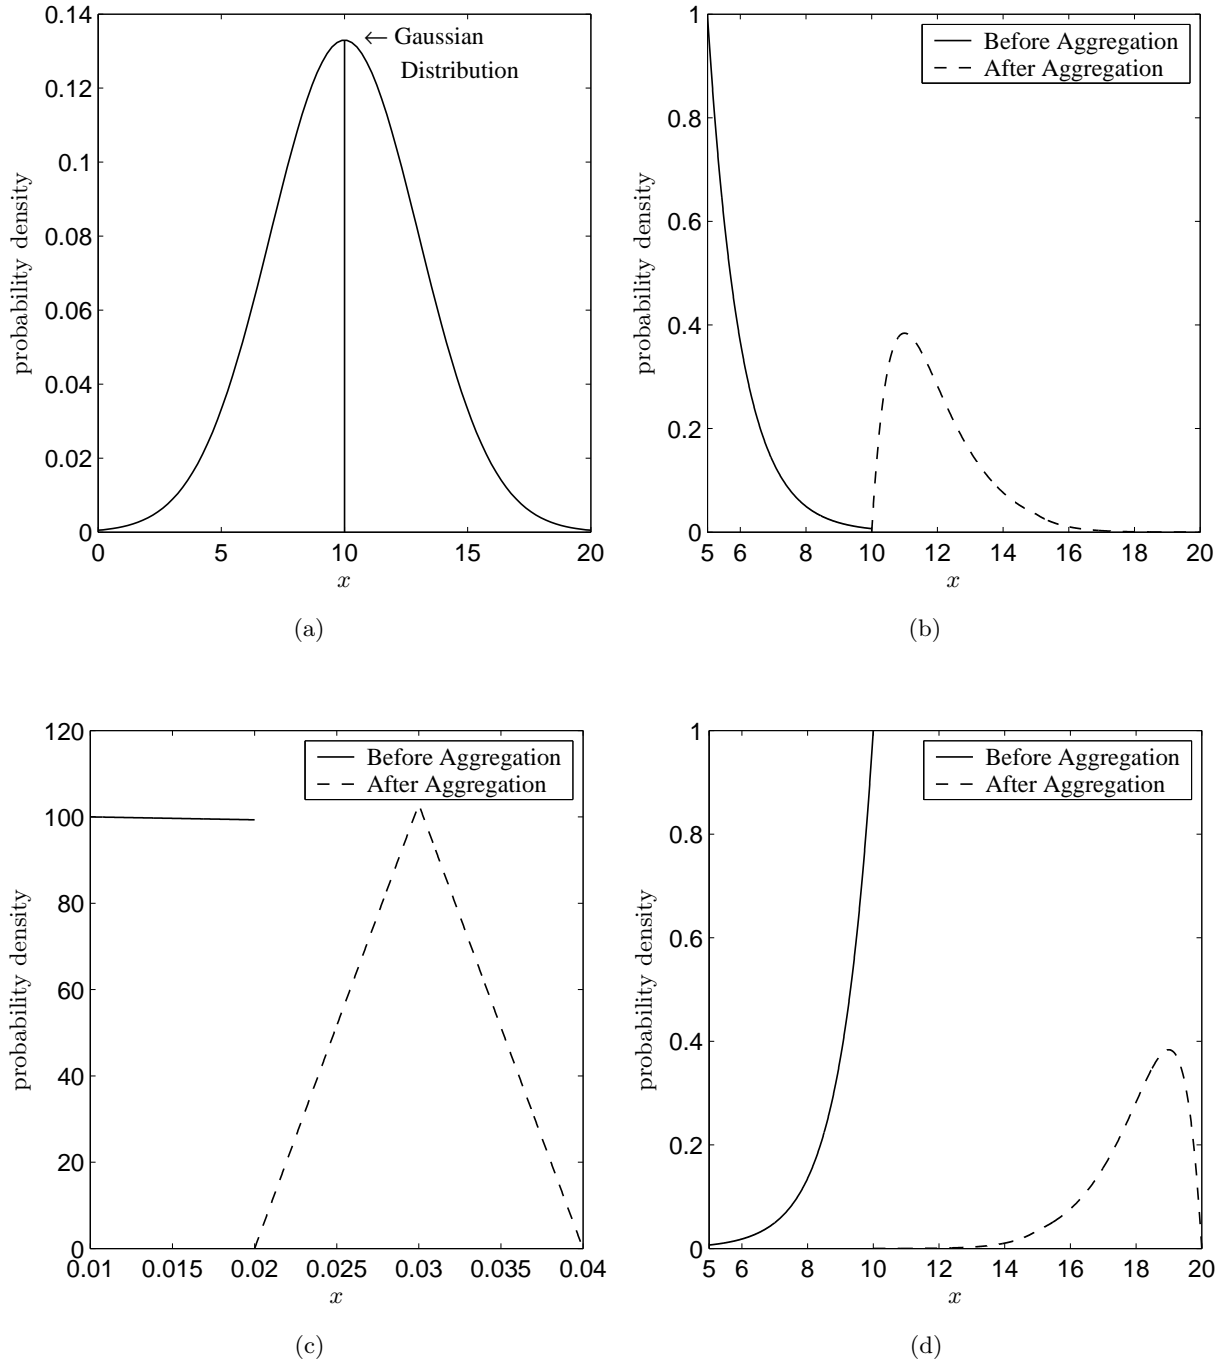 0.14
0.12
0.1
0.08
0.06
0.04
0.02
0
probability density
← Gaussian
Distribution
0 5 10 15 20
x
(a)
1
0.8
0.6
0.4
0.2
0
probability density
Before Aggregation
After Aggregation
5 6 8 10 12 14 16 18 20
x
(b)
120
100
80
60
40
20
0
probability density
Before Aggregation
After Aggregation
0.01 0.015 0.02 0.025 0.03 0.035 0.04
x
(c)
1
0.8
0.6
0.4
0.2
0
probability density
Before Aggregation
After Aggregation
5 6 8 10 12 14 16 18 20
x
(d)